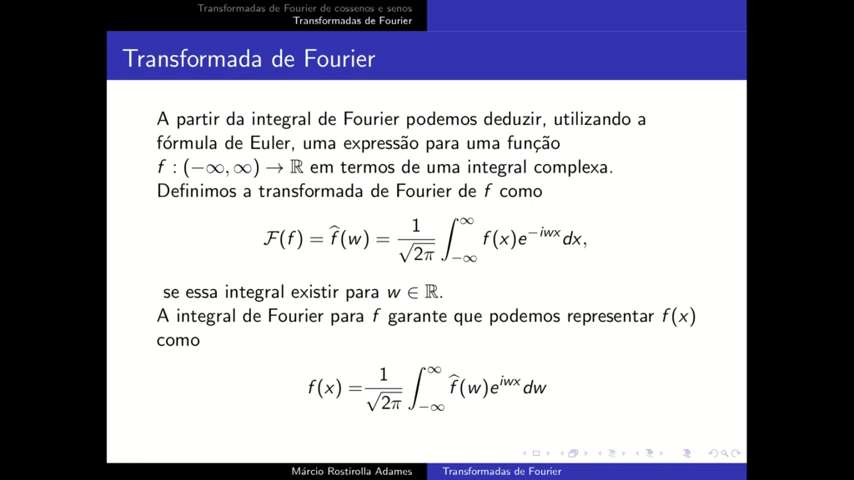 Transformadas de Fourier de cossenos e senos
Transformadas de Fourier
Transformada de Fourier
A partir da integral de Fourier podemos deduzir, utilizando a
fórmula de Euler, uma expressão para uma função
f : (−∞, ∞) → ℝ em termos de uma integral complexa.
Definimos a transformada de Fourier de f como
ℱ(f) = f̂(w) = 1/√2π ∫_{−∞}^{∞} f(x)e^{−iwx}dx,
se essa integral existir para w ∈ ℝ.
A integral de Fourier para f garante que podemos representar f(x)
como
f(x) = 1/√2π ∫_{−∞}^{∞} f̂(w)e^{iwx}dw
Márcio Rostirolla Adames
Transformadas de Fourier